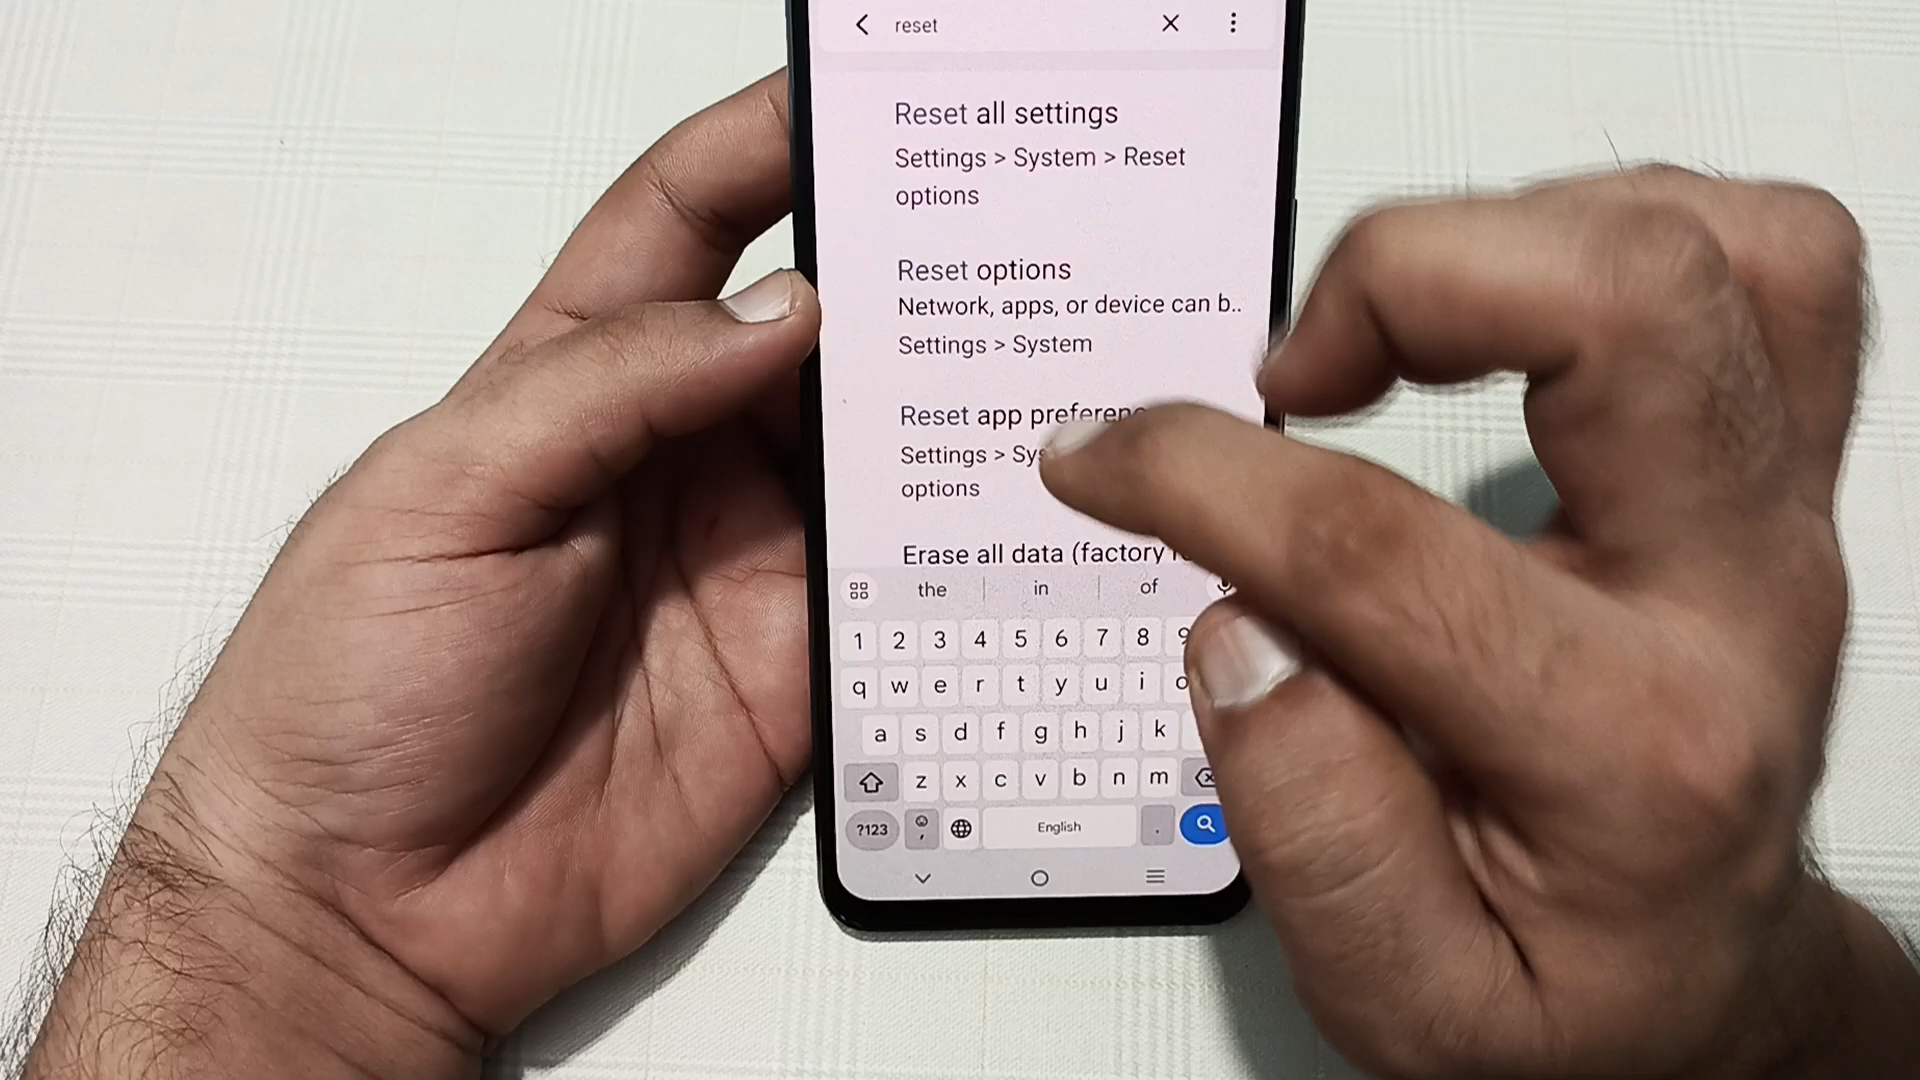 reset
Reset all settings
Settings > System > Reset
options
Reset options
Network, apps, or device can b..
Settings > System
Reset app
Settings >
options
Erase all data (factory
the in of
1 2 3 4 5 6 7 8 9
q w e r t y u i o
a s d f g h j k
z x c v b n m
?123 , English .